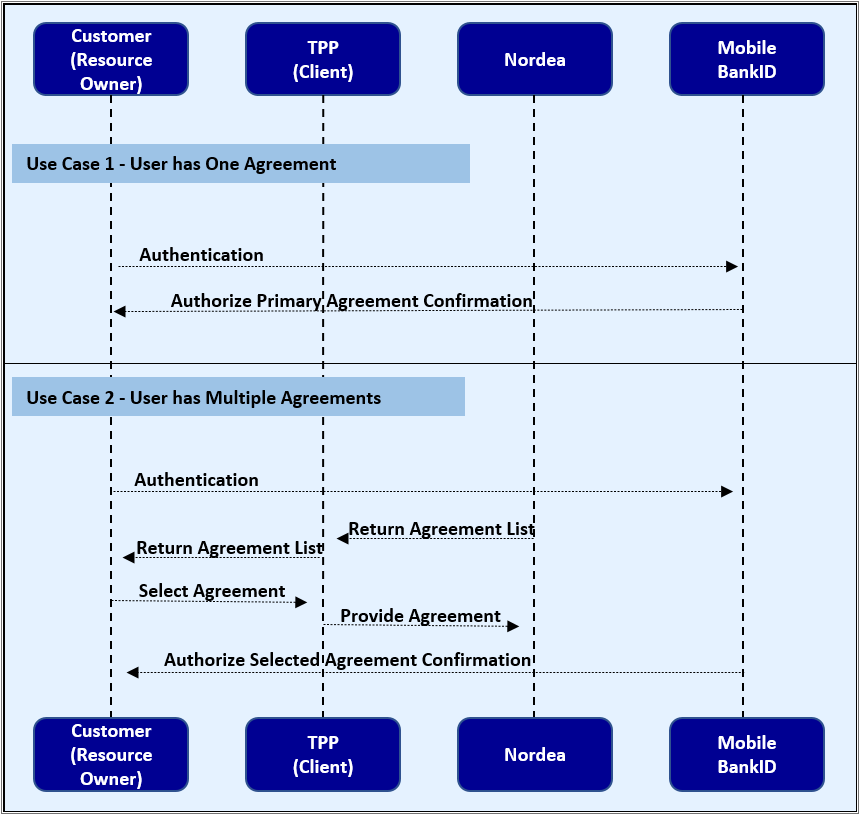 Customer
(Resource
Owner)
TPP
(Client)
Nordea
Mobile
BankID
Use Case 1 - User has One Agreement
Authentication
Authorize Primary Agreement Confirmation
Use Case 2 - User has Multiple Agreements
Authentication
Return Agreement List
Return Agreement List
Select Agreement
Provide Agreement
Authorize Selected Agreement Confirmation
Customer
(Resource
Owner)
TPP
(Client)
Nordea
Mobile
BankID